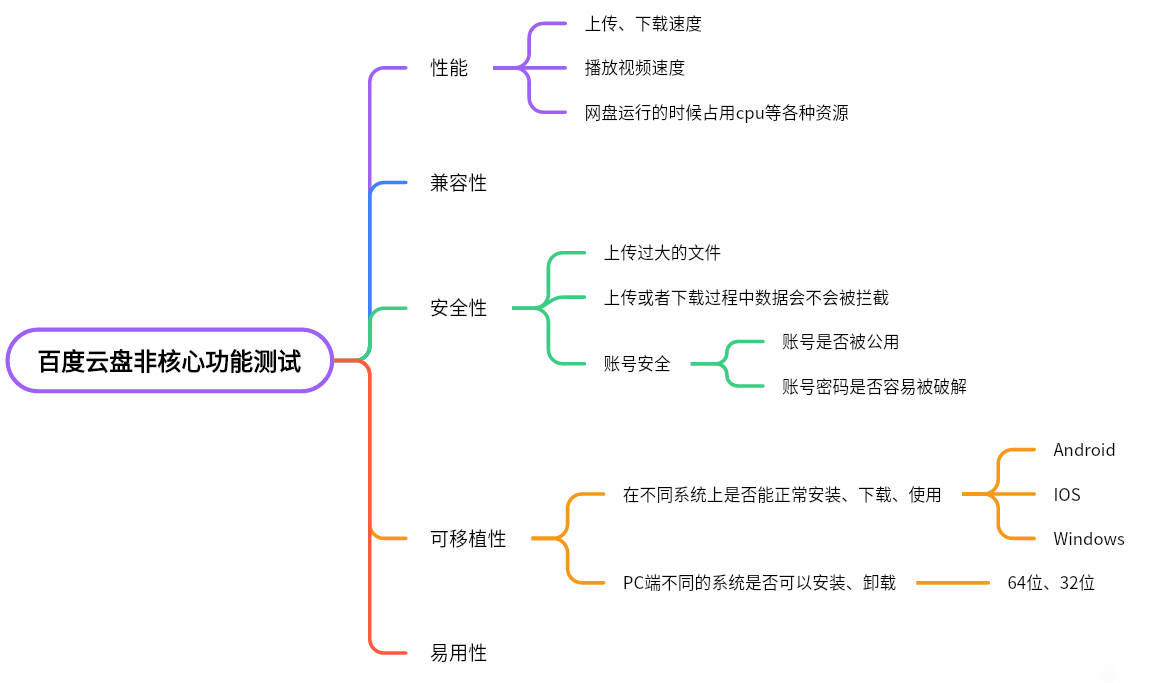 百度云盘非核心功能测试
性能
上传、下载速度
播放视频速度
网盘运行的时候占用cpu等各种资源
兼容性
安全性
上传过大的文件
上传或者下载过程中数据会不会被拦截
账号安全
账号是否被公用
账号密码是否容易被破解
可移植性
在不同系统上是否能正常安装、下载、使用
Android
IOS
Windows
PC端不同的系统是否可以安装、卸载
64位、32位
易用性